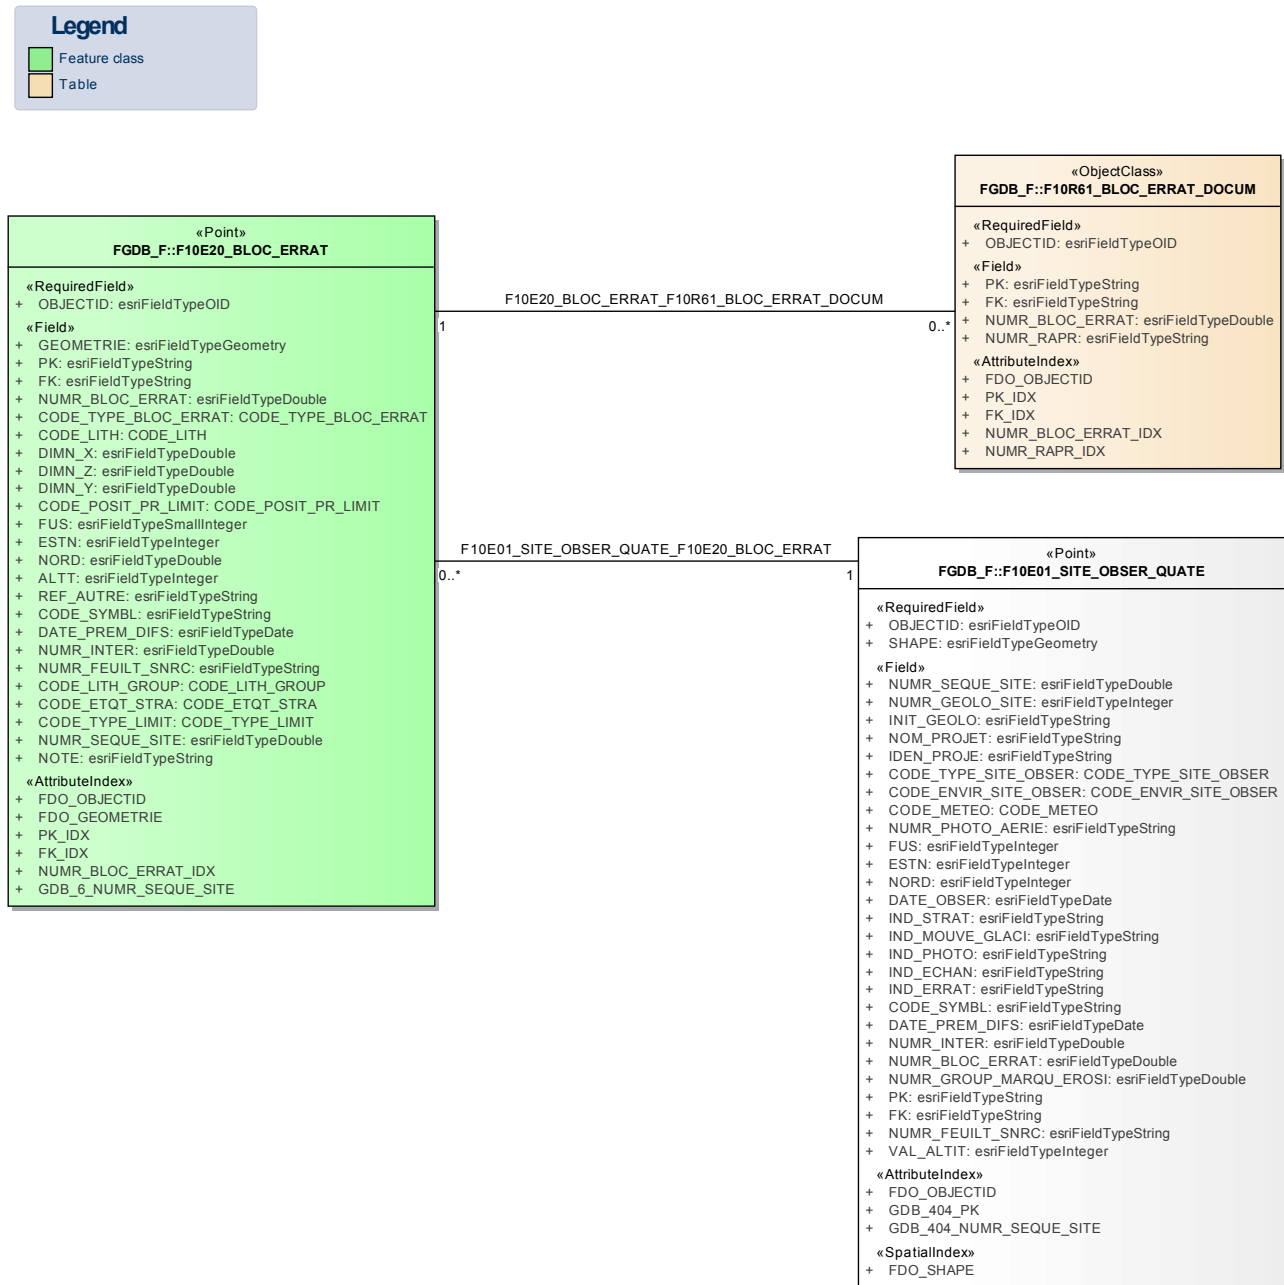 Legend
Feature class
Table
«ObjectClass»
FGDB_F::F10R61_BLOC_ERRAT_DOCUM
«RequiredField»
+ OBJECTID: esriFieldTypeOID
«Field»
+ PK: esriFieldTypeString
+ FK: esriFieldTypeString
+ NUMR_BLOC_ERRAT: esriFieldTypeDouble
+ NUMR_RAPR: esriFieldTypeString
«AttributeIndex»
+ FDO_OBJECTID
+ PK_IDX
+ FK_IDX
+ NUMR_BLOC_ERRAT_IDX
+ NUMR_RAPR_IDX
«Point»
FGDB_F::F10E20_BLOC_ERRAT
«RequiredField»
+ OBJECTID: esriFieldTypeOID
«Field»
+ GEOMETRIE: esriFieldTypeGeometry
+ PK: esriFieldTypeString
+ FK: esriFieldTypeString
+ NUMR_BLOC_ERRAT: esriFieldTypeDouble
+ CODE_TYPE_BLOC_ERRAT: CODE_TYPE_BLOC_ERRAT
+ CODE_LITH: CODE_LITH
+ DIMN_X: esriFieldTypeDouble
+ DIMN_Z: esriFieldTypeDouble
+ DIMN_Y: esriFieldTypeDouble
+ CODE_POSIT_PR_LIMIT: CODE_POSIT_PR_LIMIT
+ FUS: esriFieldTypeSmallInteger
+ ESTN: esriFieldTypeInteger
+ NORD: esriFieldTypeDouble
+ ALTT: esriFieldTypeInteger
+ REF_AUTRE: esriFieldTypeString
+ CODE_SYMBL: esriFieldTypeString
+ DATE_PREM_DIFS: esriFieldTypeDate
+ NUMR_INTER: esriFieldTypeDouble
+ NUMR_FEUILT_SNRC: esriFieldTypeString
+ CODE_LITH_GROUP: CODE_LITH_GROUP
+ CODE_ETQT_STRA: CODE_ETQT_STRA
+ CODE_TYPE_LIMIT: CODE_TYPE_LIMIT
+ NUMR_SEQUE_SITE: esriFieldTypeDouble
+ NOTE: esriFieldTypeString
«AttributeIndex»
+ FDO_OBJECTID
+ FDO_GEOMETRIE
+ PK_IDX
+ FK_IDX
+ NUMR_BLOC_ERRAT_IDX
+ GDB_6_NUMR_SEQUE_SITE
F10E20_BLOC_ERRAT_F10R61_BLOC_ERRAT_DOCUM
1
0..*
F10E01_SITE_OBSER_QUATE_F10E20_BLOC_ERRAT
0..*
1
«Point»
FGDB_F::F10E01_SITE_OBSER_QUATE
«RequiredField»
+ OBJECTID: esriFieldTypeOID
+ SHAPE: esriFieldTypeGeometry
«Field»
+ NUMR_SEQUE_SITE: esriFieldTypeDouble
+ NUMR_GEOLO_SITE: esriFieldTypeInteger
+ INIT_GEOLO: esriFieldTypeString
+ NOM_PROJET: esriFieldTypeString
+ IDEN_PROJE: esriFieldTypeString
+ CODE_TYPE_SITE_OBSER: CODE_TYPE_SITE_OBSER
+ CODE_ENVIR_SITE_OBSER: CODE_ENVIR_SITE_OBSER
+ CODE_METEO: CODE_METEO
+ NUMR_PHOTO_AERIE: esriFieldTypeString
+ FUS: esriFieldTypeInteger
+ ESTN: esriFieldTypeInteger
+ NORD: esriFieldTypeInteger
+ DATE_OBSER: esriFieldTypeDate
+ IND_STRAT: esriFieldTypeString
+ IND_MOUVE_GLACI: esriFieldTypeString
+ IND_PHOTO: esriFieldTypeString
+ IND_ECHAN: esriFieldTypeString
+ IND_ERRAT: esriFieldTypeString
+ CODE_SYMBL: esriFieldTypeString
+ DATE_PREM_DIFS: esriFieldTypeDate
+ NUMR_INTER: esriFieldTypeDouble
+ NUMR_BLOC_ERRAT: esriFieldTypeDouble
+ NUMR_GROUP_MARQU_EROSI: esriFieldTypeDouble
+ PK: esriFieldTypeString
+ FK: esriFieldTypeString
+ NUMR_FEUILT_SNRC: esriFieldTypeString
+ VAL_ALTIT: esriFieldTypeInteger
«AttributeIndex»
+ FDO_OBJECTID
+ GDB_404_PK
+ GDB_404_NUMR_SEQUE_SITE
«SpatialIndex»
+ FDO_SHAPE